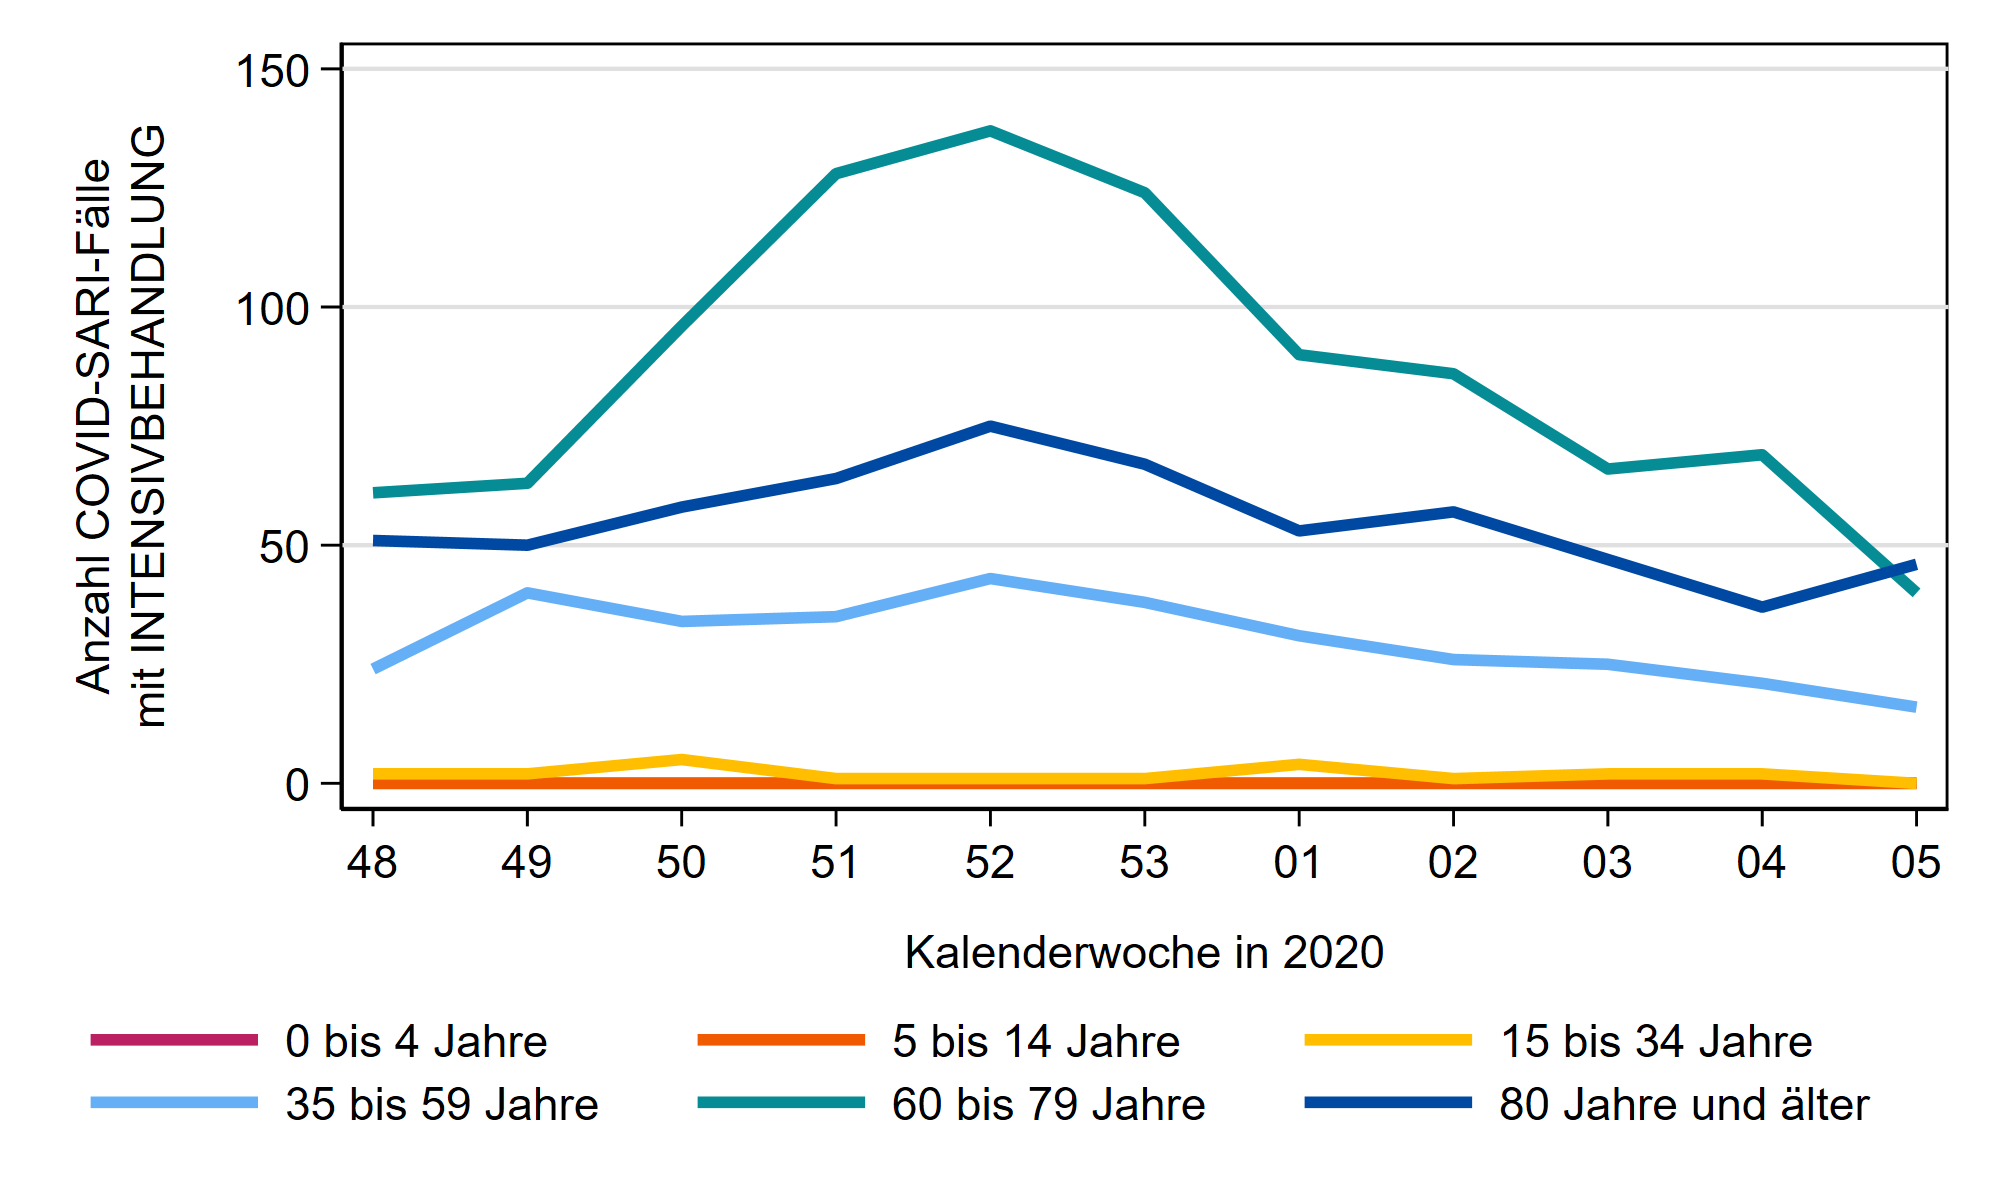 Anzahl COVID-SARI-Fälle
mit INTENSIVBEHANDLUNG
150
100
50
0
48 49 50 51 52 53 01 02 03 04 05
Kalenderwoche in 2020
0 bis 4 Jahre 5 bis 14 Jahre 15 bis 34 Jahre
35 bis 59 Jahre 60 bis 79 Jahre 80 Jahre und älter